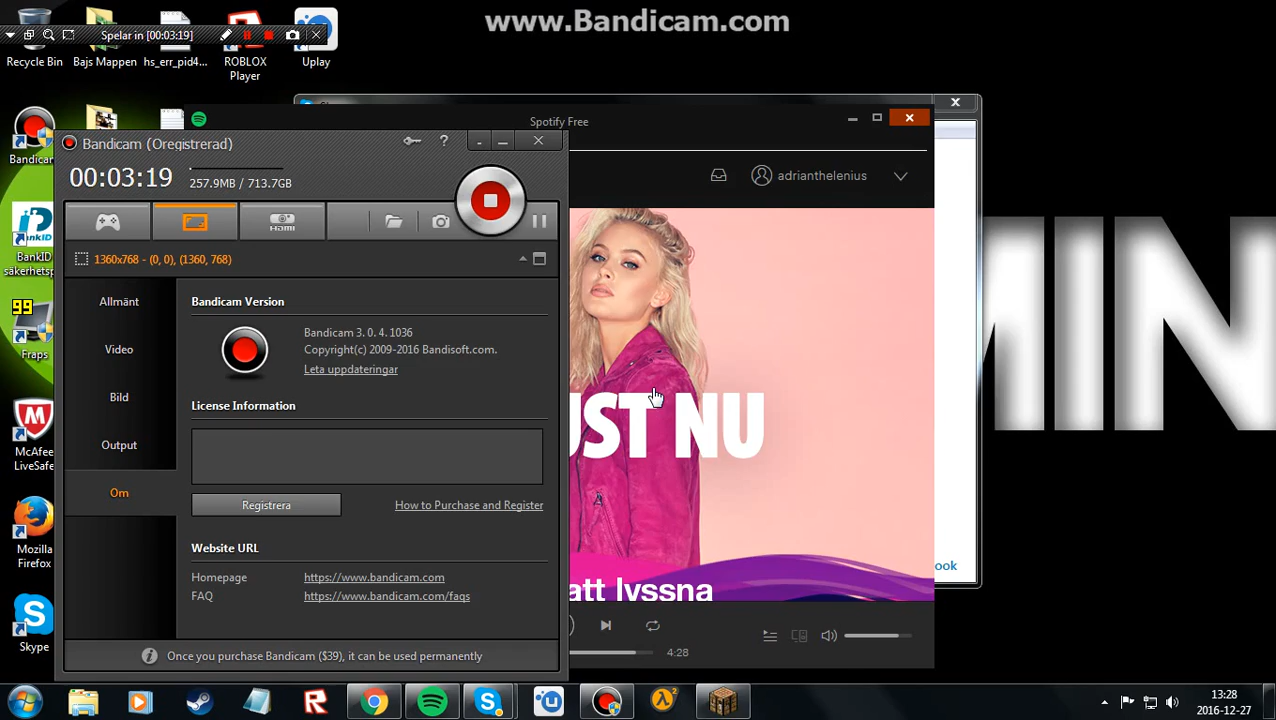 www.Bandicam.com
Spelar in [00:03:19]
Recycle Bin
Bajs Mappen
hs_err_pid4...
ROBLOX
Player
Uplay
Bandicam
Spotify Free
Bandicam (Oregistrerad)
00:03:19
257.9MB / 713.7GB
adrianthelenius
HDMI
1360x768 - (0, 0), (1360, 768)
BankID
säkerhetsp
Allmänt
Video
Bild
Output
Om
Bandicam Version
Bandicam 3. 0. 4. 1036
Copyright(c) 2009-2016 Bandisoft.com.
Leta uppdateringar
License Information
Registrera
How to Purchase and Register
Website URL
Homepage
https://www.bandicam.com
FAQ
https://www.bandicam.com/faqs
Once you purchase Bandicam ($39), it can be used permanently
UST NU
att lyssna
4:28
MIN
ook
99
Fraps
McAfee
LiveSafe
Mozilla
Firefox
Skype
13:28
2016-12-27